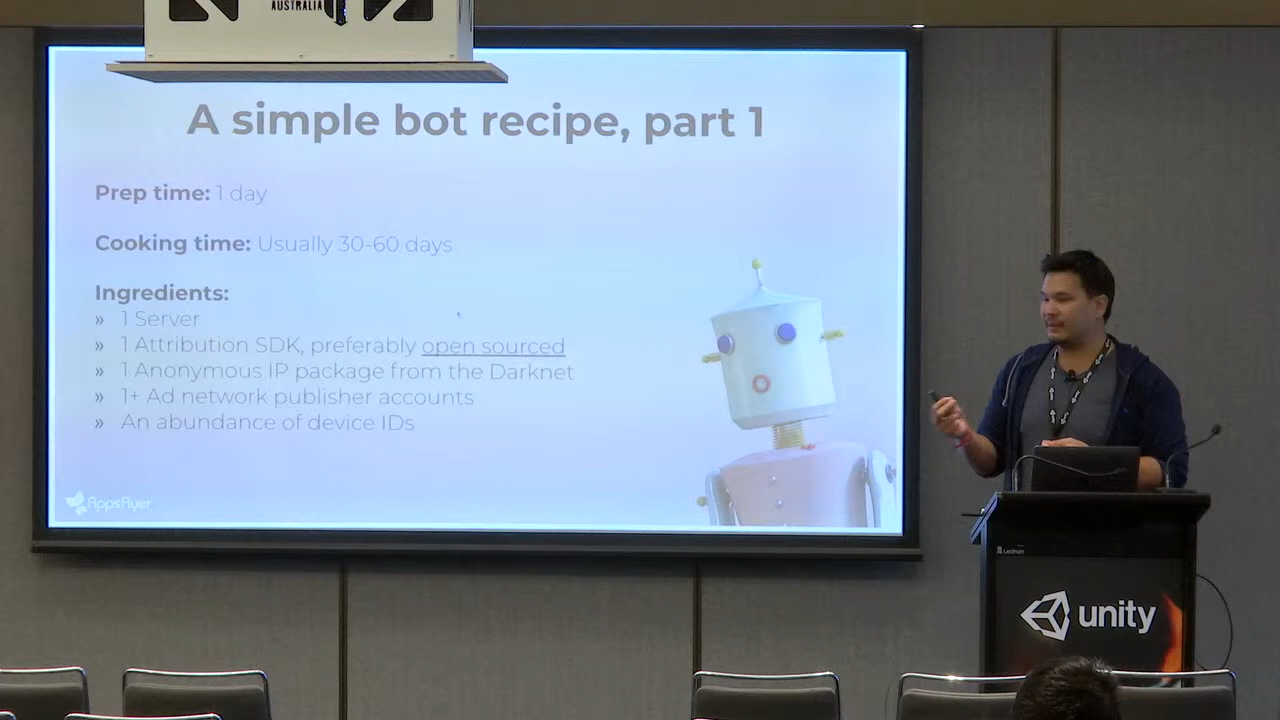 AUSTRALIA
A simple bot recipe, part 1
Prep time: 1 day
Cooking time: Usually 30-60 days
Ingredients:
» 1 Server
» 1 Attribution SDK, preferably open sourced
» 1 Anonymous IP package from the Darknet
» 1+ Ad network publisher accounts
» An abundance of device IDs
AppsFlyer
Lectrum
unity